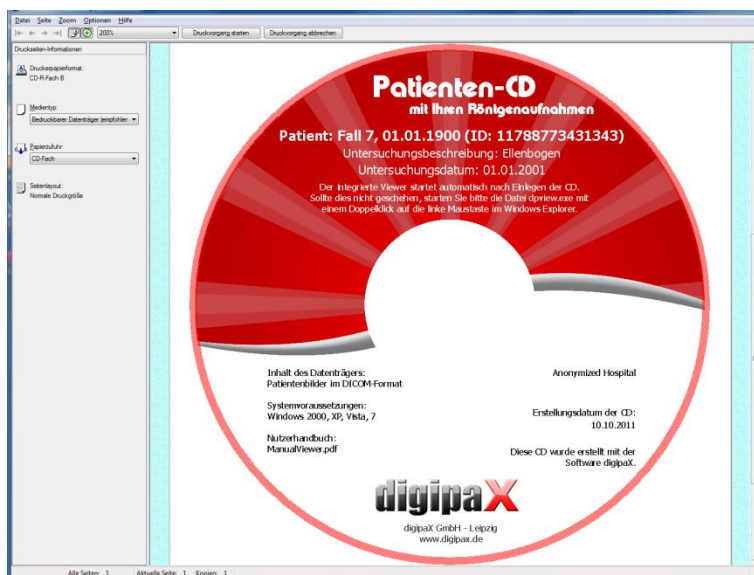 Datei Seite Zoom Optionen Hilfe
200% Druckvorgang starten Druckvorgang abbrechen
Druckseiten-Informationen
Druckerpapierformat:
CD-R-Fach B
Medientyp:
Bedruckbarer Datenträger (empfohlen
Papierzufuhr:
CD-Fach
Seitenlayout:
Normale Druckgröße
Patienten-CD
mit Ihren Röntgenaufnahmen
Patient: Fall 7, 01.01.1900 (ID: 11788773431343)
Untersuchungsbeschreibung: Ellenbogen
Untersuchungsdatum: 01.01.2001
Der integrierte Viewer startet automatisch nach Einlegen der CD.
Sollte dies nicht geschehen, starten Sie bitte die Datei dpview.exe mit
einem Doppelklick auf die linke Maustaste im Windows Explorer.
Inhalt des Datenträgers:
Patientenbilder im DICOM-Format
Systemvoraussetzungen:
Windows 2000, XP, Vista, 7
Nutzerhandbuch:
ManualViewer.pdf
Anonymized Hospital
Erstellungsdatum der CD:
10.10.2011
Diese CD wurde erstellt mit der
Software digipaX.
digipaX
digipaX GmbH - Leipzig
www.digipax.de
Alle Seiten: 1 Aktuelle Seite: 1 Kopien: 1